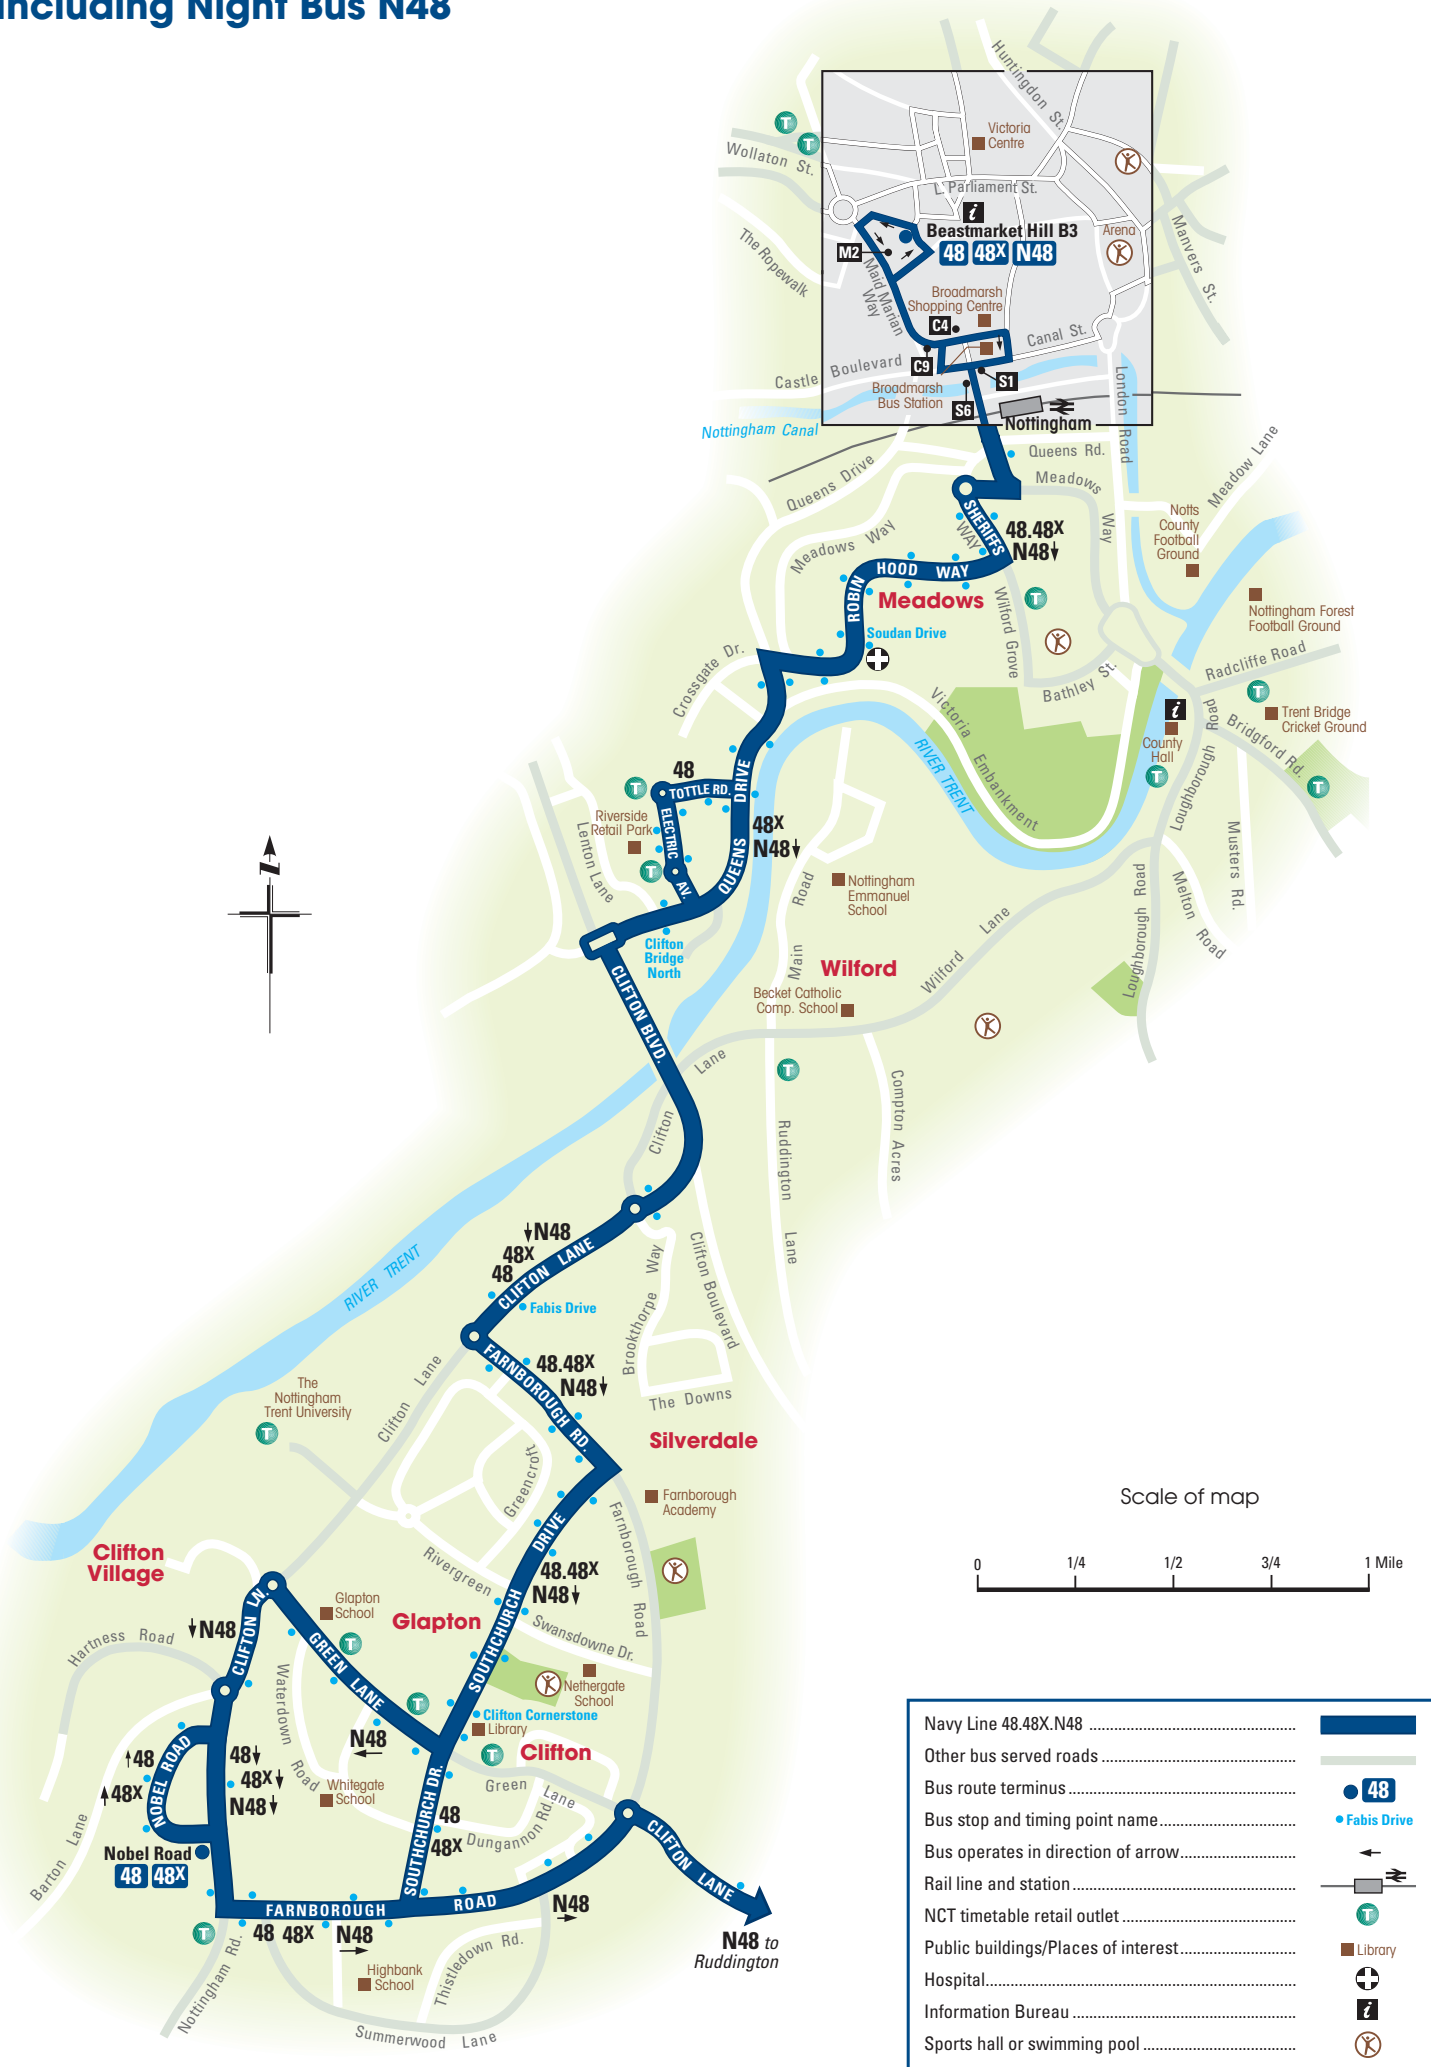 Including Night Bus N48
Huntingdon St.
Victoria
Centre
Wollaton St.
L. Parliament St.
Beastmarket Hill B3
48 48X N48
M2
Arena
Manvers St.
The Ropewalk
Maid Marian
Way
Broadmarsh
Shopping Centre
C4
Canal St.
C9
Castle Boulevard
S1
Broadmarsh
Bus Station
S6
London Road
Nottingham
Nottingham Canal
Queens Rd.
Meadow Lane
Queens Drive
Meadows Way
Notts
County
Football
Ground
SHERIFFS
WAY
48.48X
N48
Meadows Way
ROBIN HOOD WAY
Meadows
Wilford Grove
Nottingham Forest
Football Ground
Soudan Drive
Crossgate Dr.
Radcliffe Road
Bathley St.
Victoria Embankment
Trent Bridge
Cricket Ground
County
Hall
Loughborough Road
Bridgford Rd.
RIVER TRENT
48
TOTTLE RD.
QUEENS DRIVE
Riverside
Retail Park
ELECTRIC AV.
48X
N48
Lenton Lane
Musters Rd.
Nottingham
Emmanuel
School
Main Road
Melton Road
Loughborough Road
Clifton
Bridge
North
Wilford
Wilford Lane
Becket Catholic
Comp. School
CLIFTON BLVD.
N
Clifton Lane
Compton Acres
Ruddington Lane
N48
48X
48
CLIFTON LANE
RIVER TRENT
Fabis Drive
Brookthorpe Way
Clifton Boulevard
FARNBOROUGH RD.
48.48X
N48
The Downs
The
Nottingham
Trent University
Clifton Lane
Silverdale
Greencroft
Farnborough
Academy
Farnborough Road
Scale of map
0 1/4 1/2 3/4 1 Mile
Clifton
Village
Rivergreen
SOUTHCHURCH DRIVE
48.48X
N48
CLIFTON LN.
Glapton
School
Glapton
Swansdowne Dr.
N48
Hartness Road
GREEN LANE
Waterdown Road
Nethergate
School
Clifton Cornerstone
Library
N48
Clifton
48
48X
NOBEL ROAD
48
48X
N48
Whitegate
School
Green Lane
SOUTHCHURCH DR.
48
48X
Dungannon Rd.
Barton Lane
Nobel Road
48 48X
CLIFTON LANE
FARNBOROUGH ROAD
N48
48 48X N48
Nottingham Rd.
Highbank
School
Thistledown Rd.
N48 to
Ruddington
Summerwood Lane
Navy Line 48.48X.N48
Other bus served roads
Bus route terminus 48
Bus stop and timing point name Fabis Drive
Bus operates in direction of arrow
Rail line and station
NCT timetable retail outlet T
Public buildings/Places of interest Library
Hospital
Information Bureau i
Sports hall or swimming pool